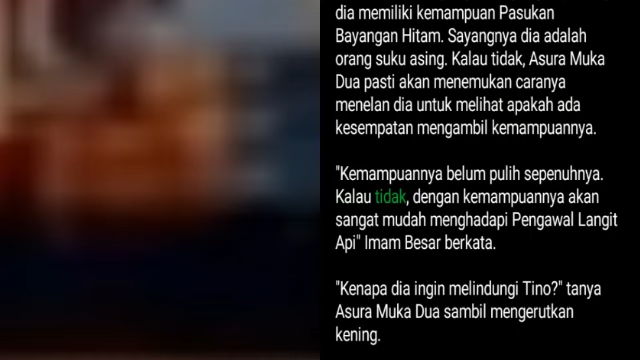 dia memiliki kemampuan Pasukan
Bayangan Hitam. Sayangnya dia adalah
orang suku asing. Kalau tidak, Asura Muka
Dua pasti akan menemukan caranya
menelan dia untuk melihat apakah ada
kesempatan mengambil kemampuannya.
"Kemampuannya belum pulih sepenuhnya.
Kalau tidak, dengan kemampuannya akan
sangat mudah menghadapi Pengawal Langit
Api" Imam Besar berkata.
"Kenapa dia ingin melindungi Tino?" tanya
Asura Muka Dua sambil mengerutkan
kening.